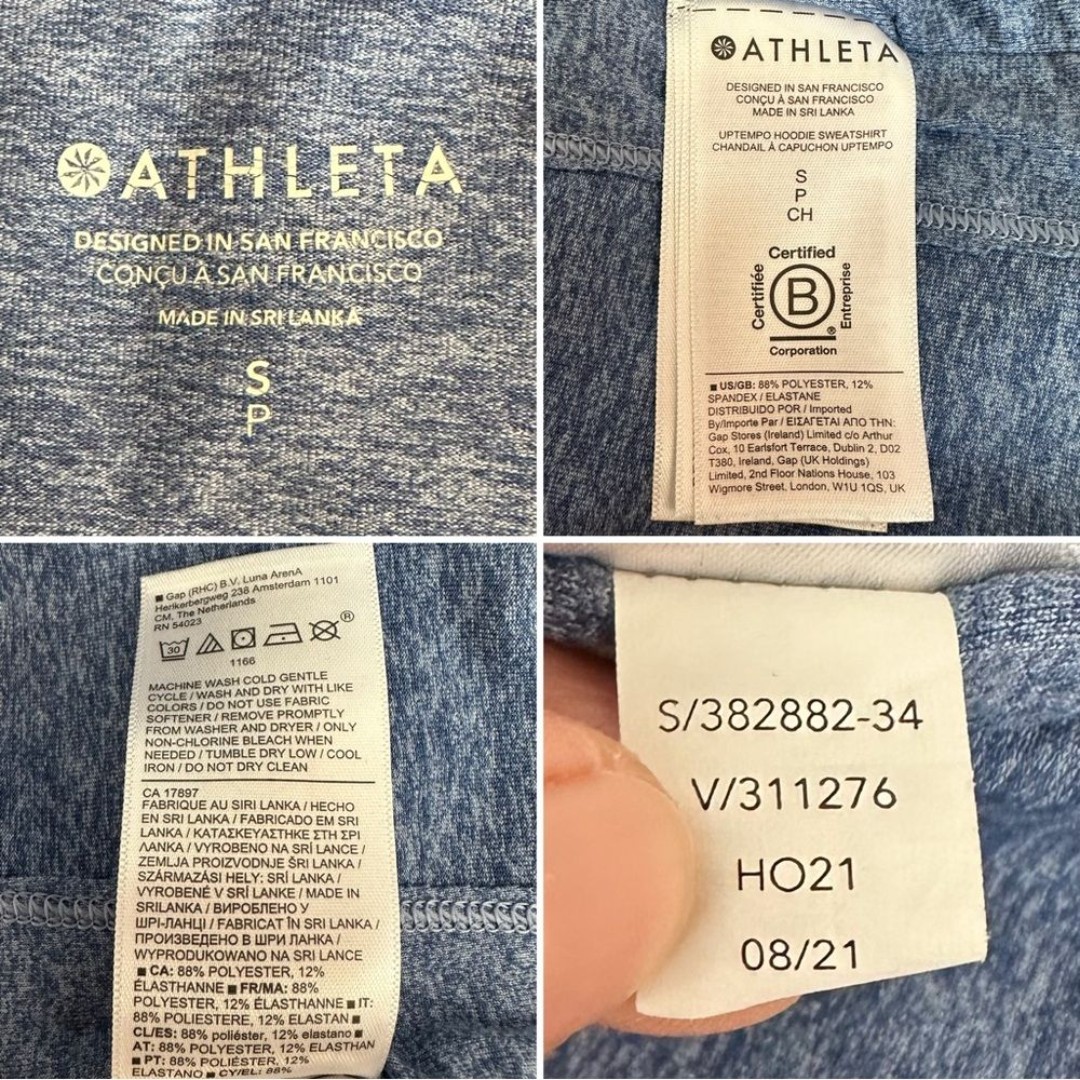 ATHLETA
DESIGNED IN SAN FRANCISCO
CONÇU À SAN FRANCISCO
MADE IN SRI LANKA
S
P
ATHLETA
DESIGNED IN SAN FRANCISCO
CONÇU À SAN FRANCISCO
MADE IN SRI LANKA
UPTEMPO HOODIE SWEATSHIRT
CHANDAIL À CAPUCHON UPTEMPO
S
P
CH
Certified
Certifiée
B
Entreprise
®
Corporation
■ US/GB: 88% POLYESTER, 12%
SPANDEX / ELASTANE
DISTRIBUIDO POR / Imported
By/Importe Par / ΕΙΣΑΓΕΤΑΙ ΑΠΟ ΤΗΝ:
Gap Stores (Ireland) Limited c/o Arthur
Cox, 10 Earlsfort Terrace, Dublin 2, D02
T380, Ireland, Gap (UK Holdings)
Limited, 2nd Floor Nations House, 103
Wigmore Street, London, W1U 1QS, UK
■ Gap (RHC) B.V. Luna ArenA
Herikerbergweg 238 Amsterdam 1101
CM, The Netherlands
RN 54023
30
®
1166
MACHINE WASH COLD GENTLE
CYCLE / WASH AND DRY WITH LIKE
COLORS / DO NOT USE FABRIC
SOFTENER / REMOVE PROMPTLY
FROM WASHER AND DRYER / ONLY
NON-CHLORINE BLEACH WHEN
NEEDED / TUMBLE DRY LOW / COOL
IRON / DO NOT DRY CLEAN
CA 17897
FABRIQUE AU SIRI LANKA / HECHO
EN SRI LANKA / FABRICADO EM SRI
LANKA / ΚΑΤΑΣΚΕΥΑΣΤΗΚΕ ΣΤΗ ΣΡΙ
ΛΑΝΚΑ / VYROBENO NA SRÍ LANCE /
ZEMLJA PROIZVODNJE ŠRI LANKA /
SZÁRMAZÁSI HELY: SRÍ LANKA /
VYROBENÉ V SRÍ LANKE / MADE IN
SRILANKA / ВИРОБЛЕНО У
ШРІ-ЛАНЦІ / FABRICAT ÎN SRI LANKA /
ПРОИЗВЕДЕНО В ШРИ ЛАНКА /
WYPRODUKOWANO NA SRI LANCE
■ CA: 88% POLYESTER, 12%
ÉLASTHANNE ■ FR/MA: 88%
POLYESTER, 12% ÉLASTHANNE ■ IT:
88% POLIESTERE, 12% ELASTAN ■
CL/ES: 88% poliéster, 12% elastano ■
AT: 88% POLYESTER, 12% ELASTHAN
■ PT: 88% POLIÉSTER, 12%
ELASTANO ■ CY/EL: 88%
S/382882-34
V/311276
HO21
08/21